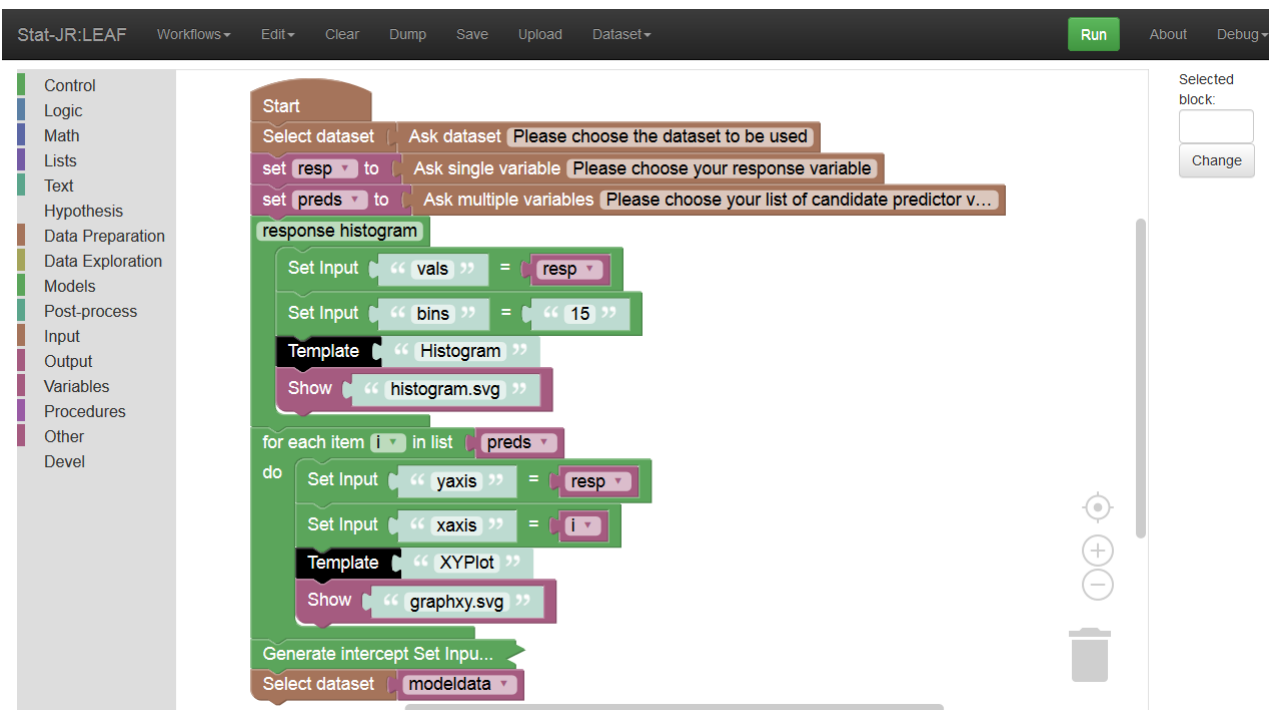 Stat-JR:LEAF Workflows Edit Clear Dump Save Upload Dataset Run About Debug
Control
Logic
Math
Lists
Text
Hypothesis
Data Preparation
Data Exploration
Models
Post-process
Input
Output
Variables
Procedures
Other
Devel
Start
Select dataset Ask dataset Please choose the dataset to be used
set resp to Ask single variable Please choose your response variable
set preds to Ask multiple variables Please choose your list of candidate predictor v...
response histogram
Set Input “ vals ” = resp
Set Input “ bins ” = “ 15 ”
Template “ Histogram ”
Show “ histogram.svg ”
for each item i in list preds
do Set Input “ yaxis ” = resp
Set Input “ xaxis ” = i
Template “ XYPlot ”
Show “ graphxy.svg ”
Generate intercept Set Inpu...
Select dataset modeldata
Selected
block:
Change